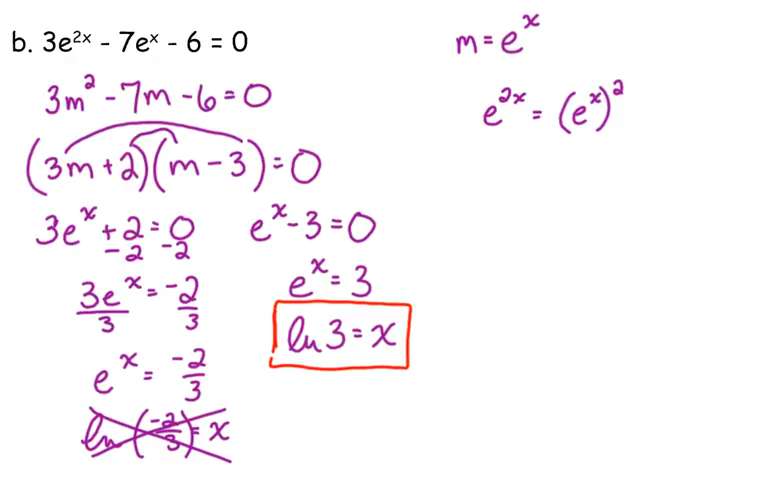 b. 3e²ˣ - 7eˣ - 6 = 0
m = eˣ
e²ˣ = (eˣ)²
3m² - 7m - 6 = 0
(3m + 2)(m - 3) = 0
3eˣ + 2 = 0
- 2 - 2
3eˣ = -2
3 3
eˣ = -2/3
ln(-2/3) = x
eˣ - 3 = 0
eˣ = 3
ln 3 = x